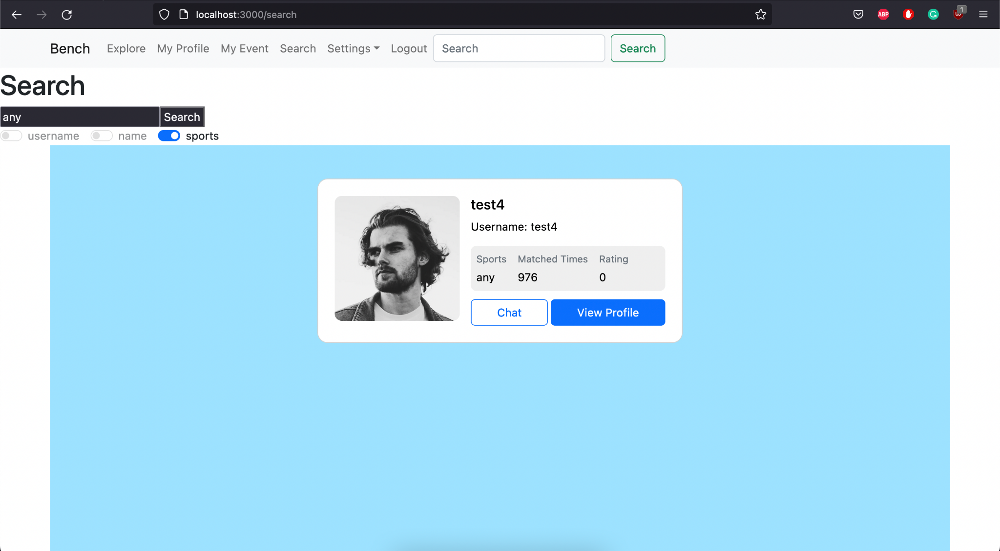 localhost:3000/search
ABP
1
Bench Explore My Profile My Event Search Settings Logout Search Search
Search
any Search
username name sports
test4
Username: test4
Sports Matched Times Rating
any 976 0
Chat View Profile